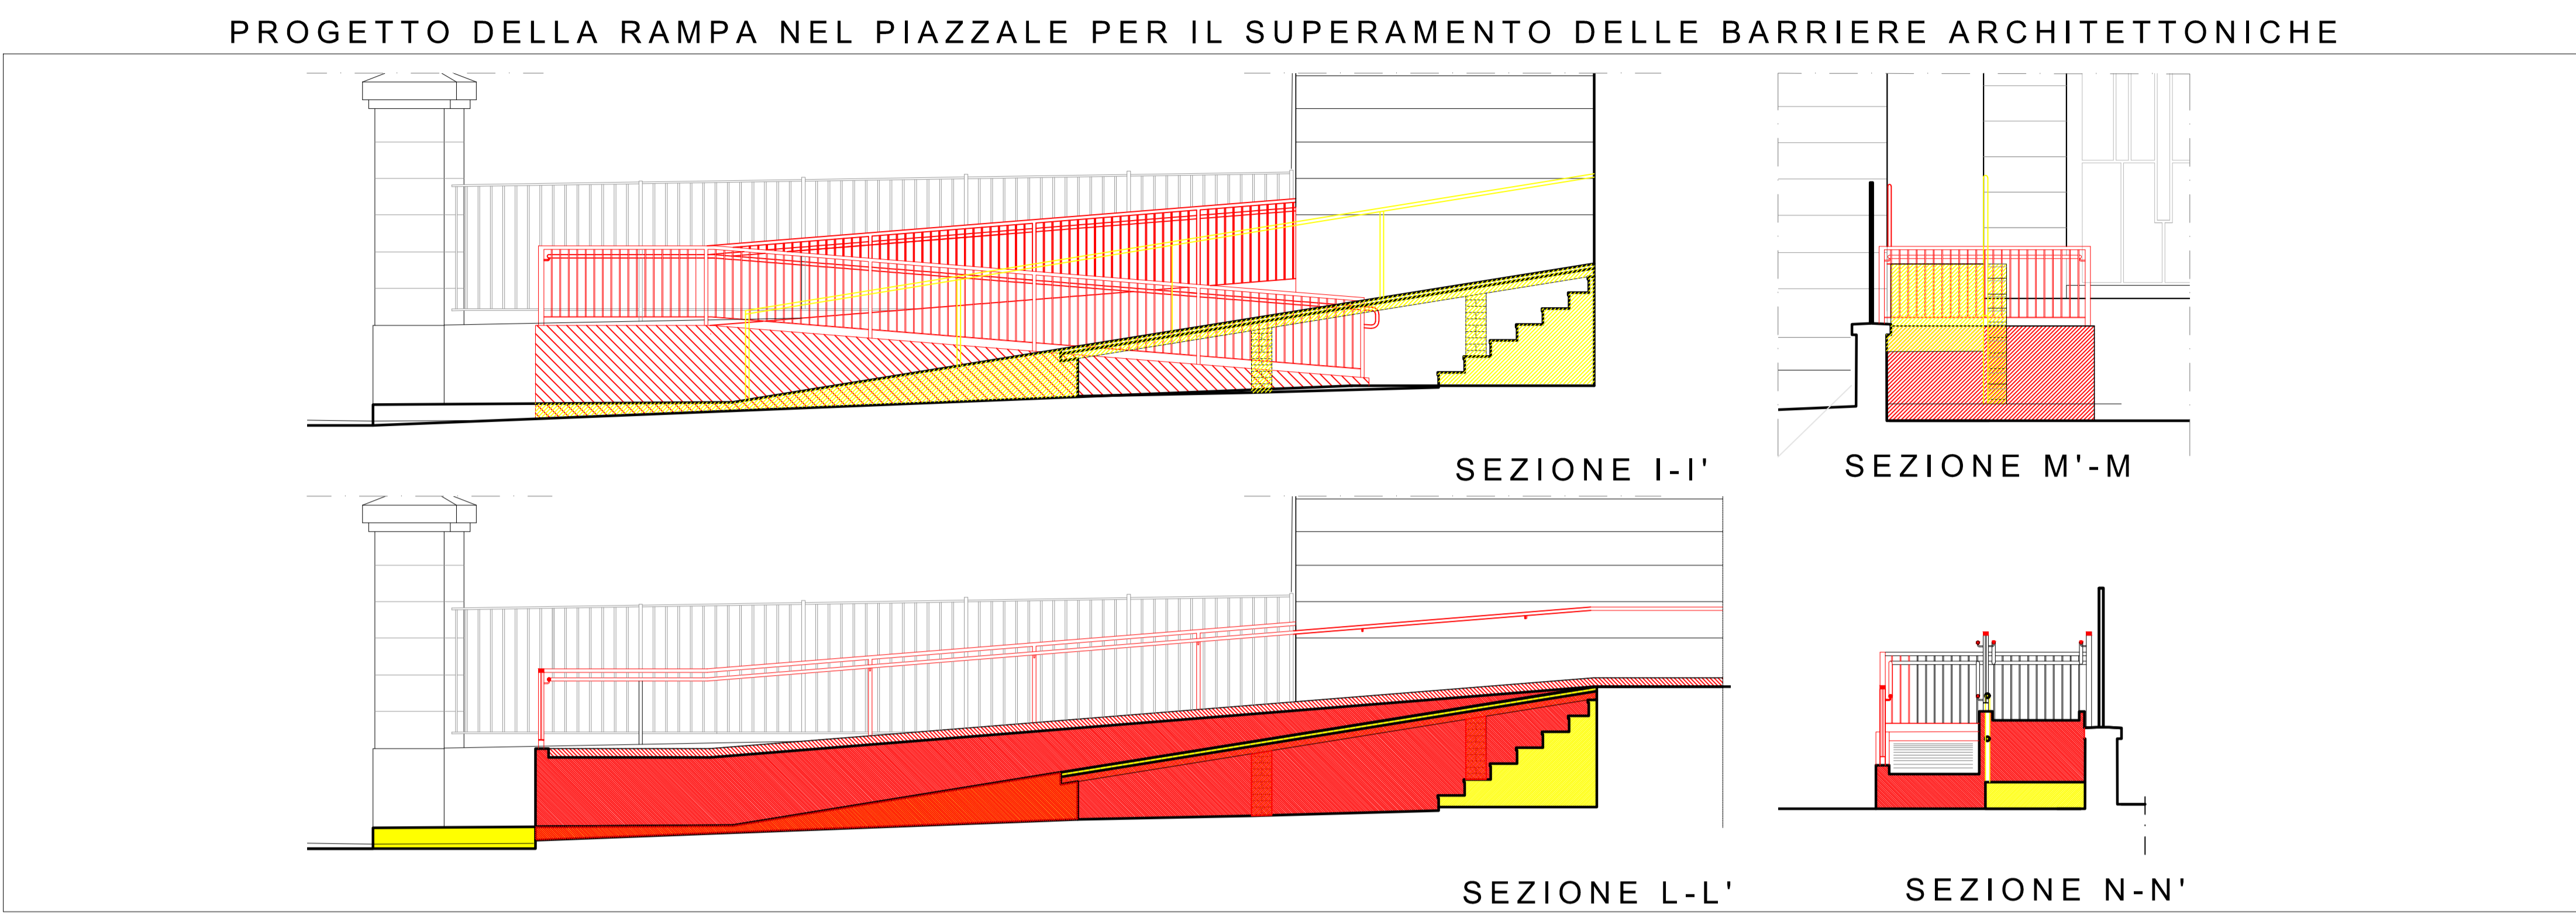 PROGETTO DELLA RAMPA NEL PIAZZALE PER IL SUPERAMENTO DELLE BARRIERE ARCHITETTONICHE
SEZIONE I-I'
SEZIONE M'-M
SEZIONE L-L'
SEZIONE N-N'